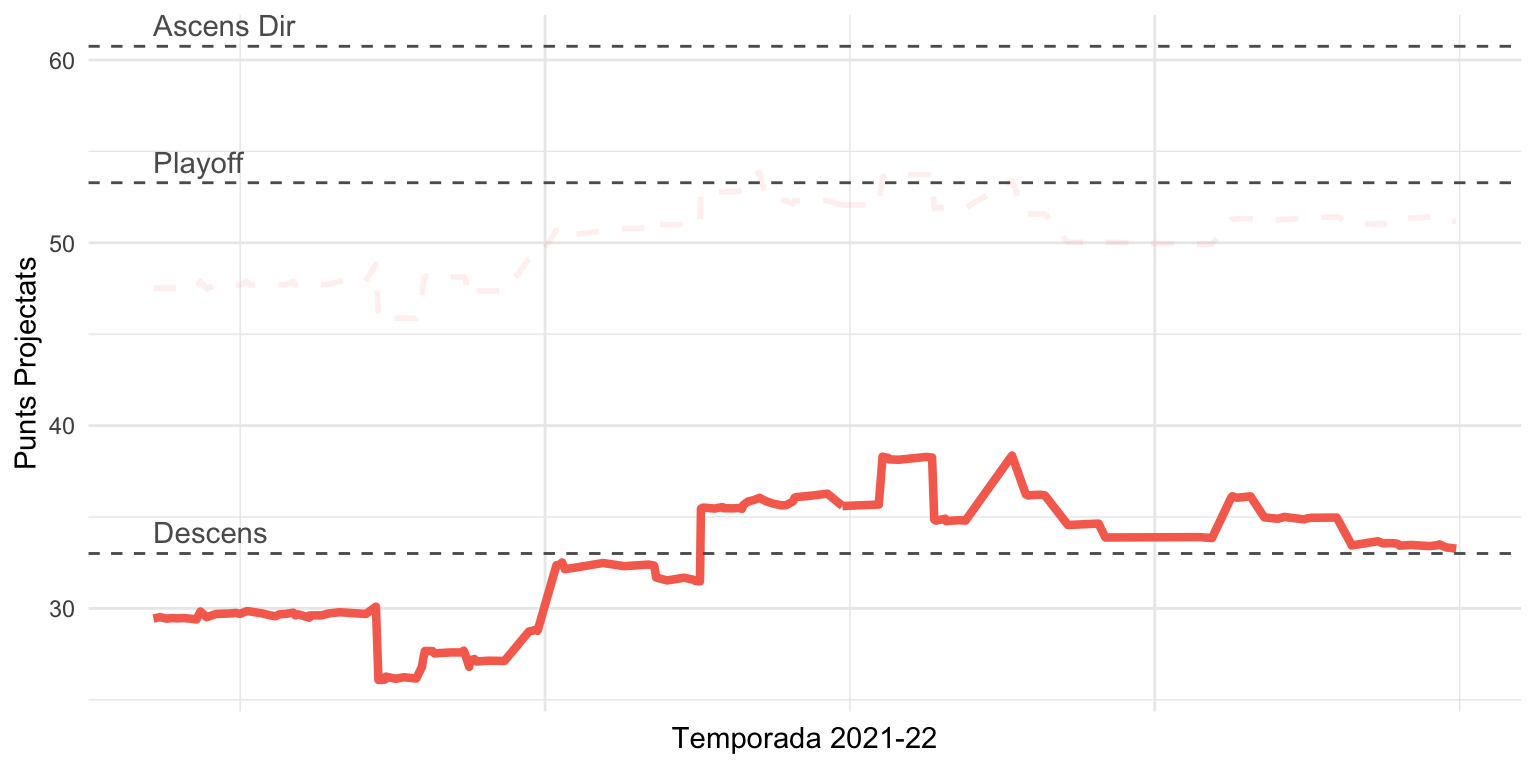 Ascens Dir
60
Playoff
50
Punts Projectats
40
Descens
30
Temporada 2021-22